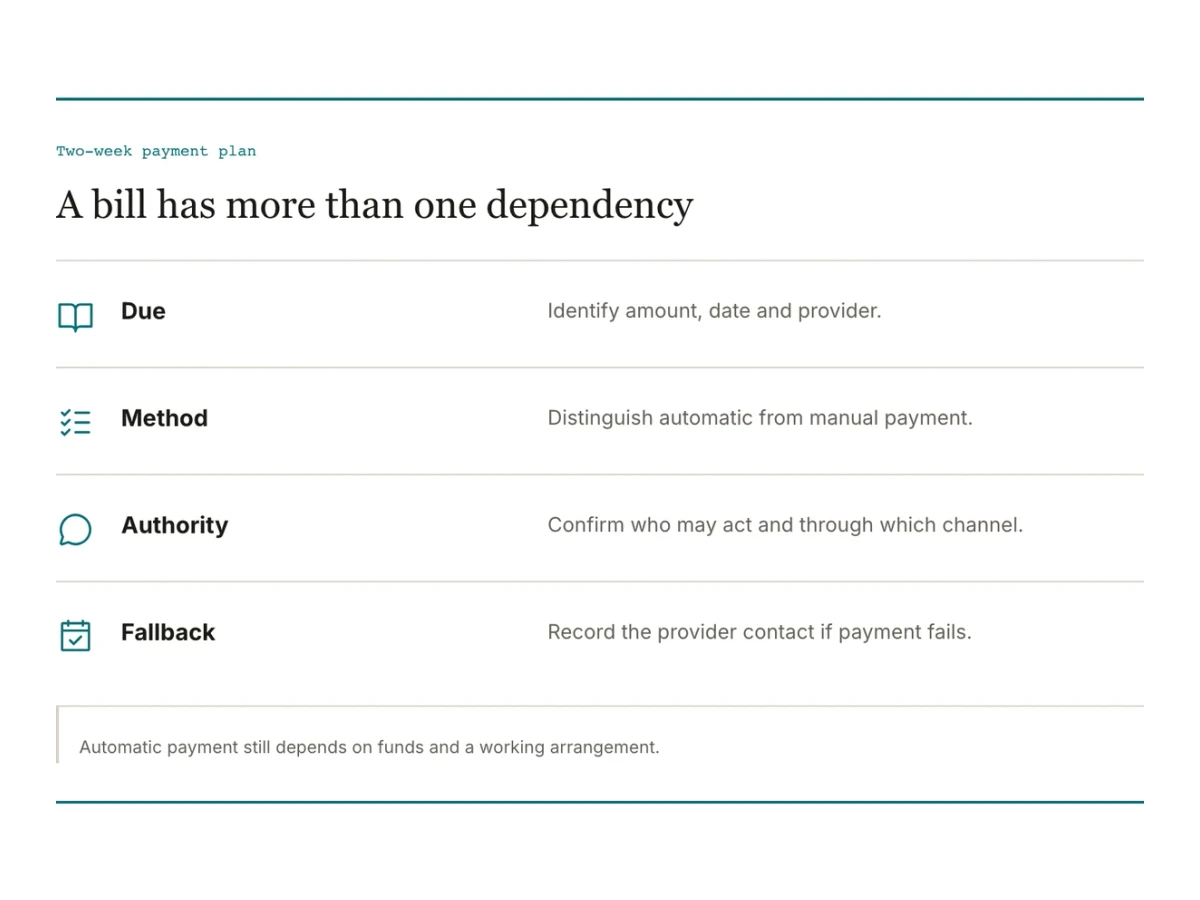 Two-week payment plan
A bill has more than one dependency
Due
Identify amount, date and provider.
Method
Distinguish automatic from manual payment.
Authority
Confirm who may act and through which channel.
Fallback
Record the provider contact if payment fails.
Automatic payment still depends on funds and a working arrangement.